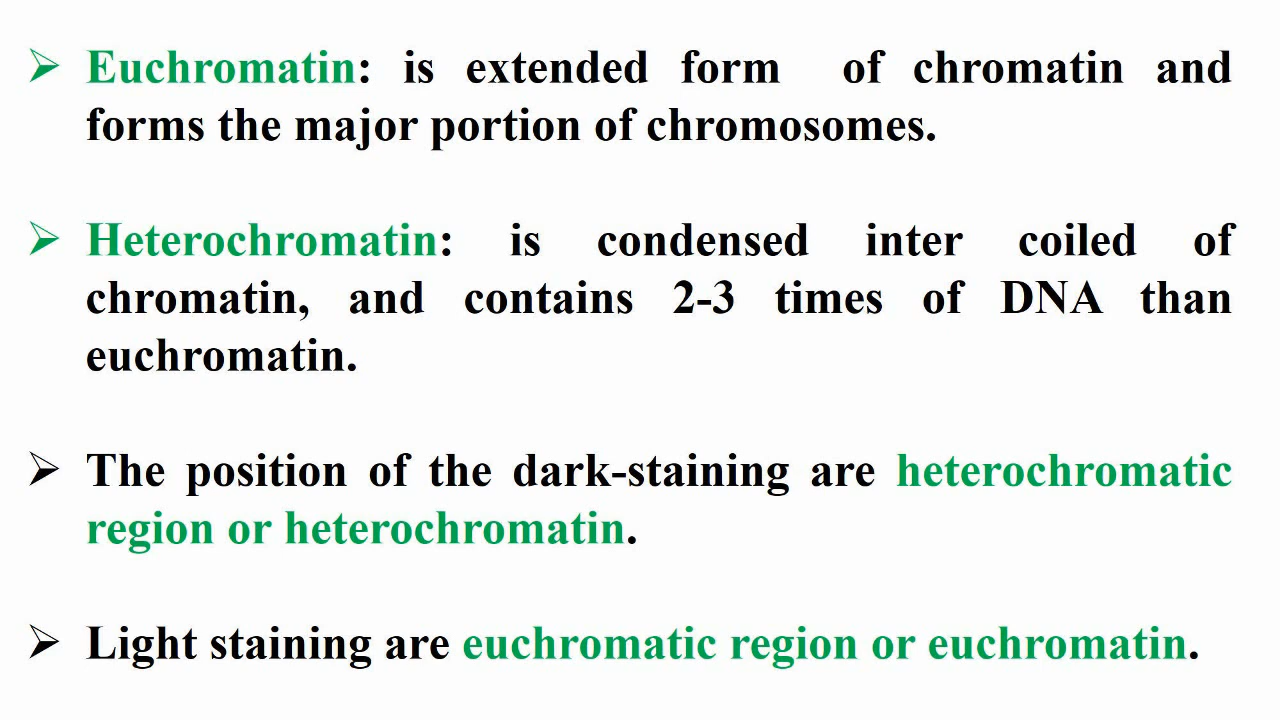 ➢ Euchromatin: is extended form of chromatin and
forms the major portion of chromosomes.
➢ Heterochromatin: is condensed inter coiled of
chromatin, and contains 2-3 times of DNA than
euchromatin.
➢ The position of the dark-staining are heterochromatic
region or heterochromatin.
➢ Light staining are euchromatic region or euchromatin.